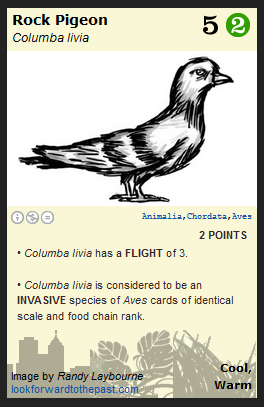 Rock Pigeon
Columba livia
5 2
Animalia,Chordata,Aves
2 POINTS
• Columba livia has a FLIGHT of 3.
• Columba livia is considered to be an
INVASIVE species of Aves cards of identical
scale and food chain rank.
Cool,
Warm
Image by Randy Laybourne
lookforwardtothepast.com